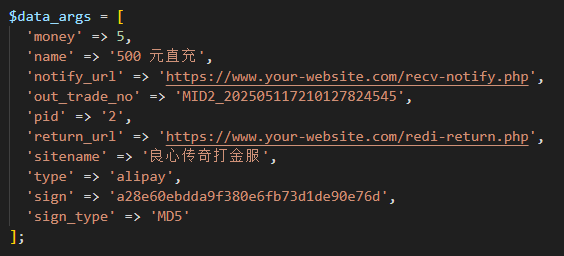 $data_args = [
'money' => 5,
'name' => '500 元直充',
'notify_url' => 'https://www.your-website.com/recv-notify.php',
'out_trade_no' => 'MID2_202505117210127824545',
'pid' => '2',
'return_url' => 'https://www.your-website.com/redi-return.php',
'sitename' => '良心传奇打金服',
'type' => 'alipay',
'sign' => 'a28e60ebdda9f380e6fb73d1de90e76d',
'sign_type' => 'MD5'
];